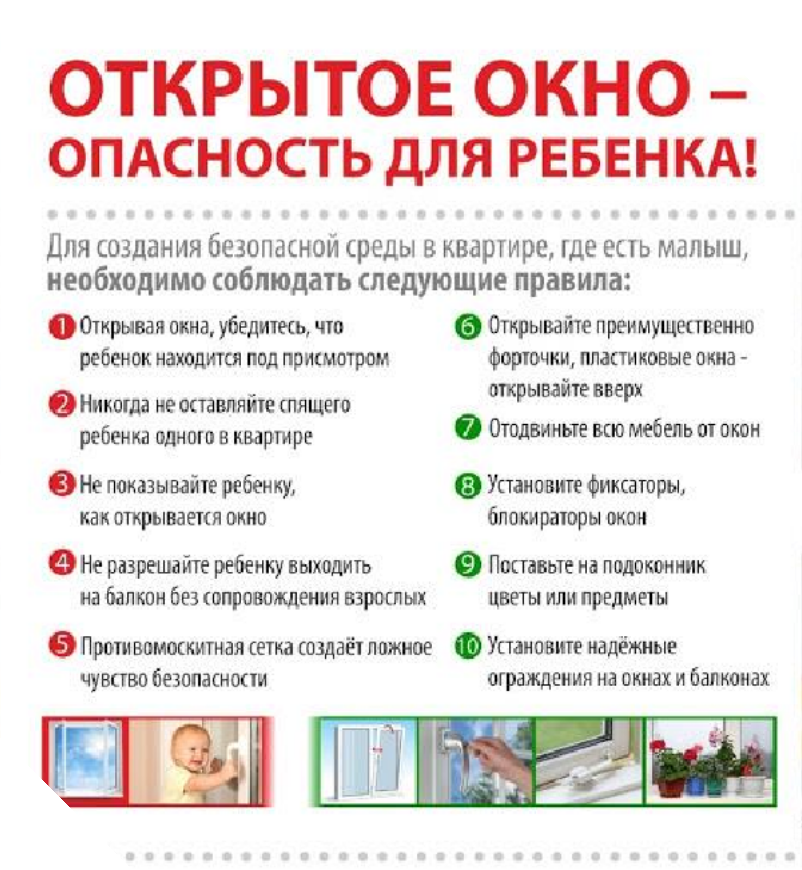 ОТКРЫТОЕ ОКНО –
ОПАСНОСТЬ ДЛЯ РЕБЕНКА!
Для создания безопасной среды в квартире, где есть малыш,
необходимо соблюдать следующие правила:
1 Открывая окна, убедитесь, что
ребенок находится под присмотром
2 Никогда не оставляйте спящего
ребенка одного в квартире
3 Не показывайте ребенку,
как открывается окно
4 Не разрешайте ребенку выходить
на балкон без сопровождения взрослых
5 Противомоскитная сетка создаёт ложное
чувство безопасности
6 Открывайте преимущественно
форточки, пластиковые окна -
открывайте вверх
7 Отодвиньте всю мебель от окон
8 Установите фиксаторы,
блокираторы окон
9 Поставьте на подоконник
цветы или предметы
10 Установите надёжные
ограждения на окнах и балконах